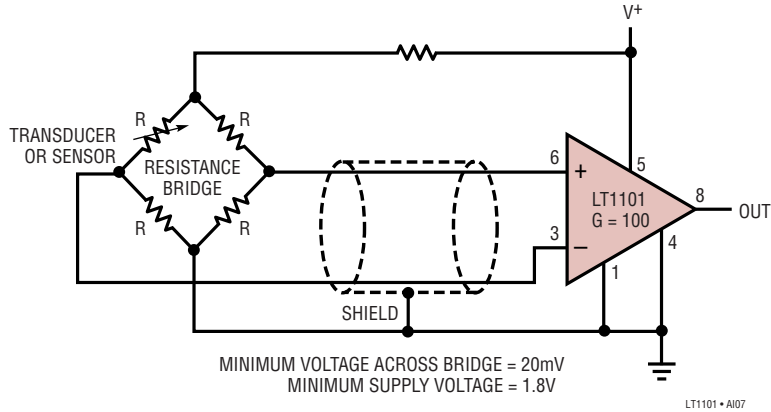 V+
R
R
TRANSDUCER
OR SENSOR
RESISTANCE
BRIDGE
R
R
6
+
5
LT1101
G = 100
8
OUT
3
–
4
1
SHIELD
MINIMUM VOLTAGE ACROSS BRIDGE = 20mV
MINIMUM SUPPLY VOLTAGE = 1.8V
LT1101 • AI07